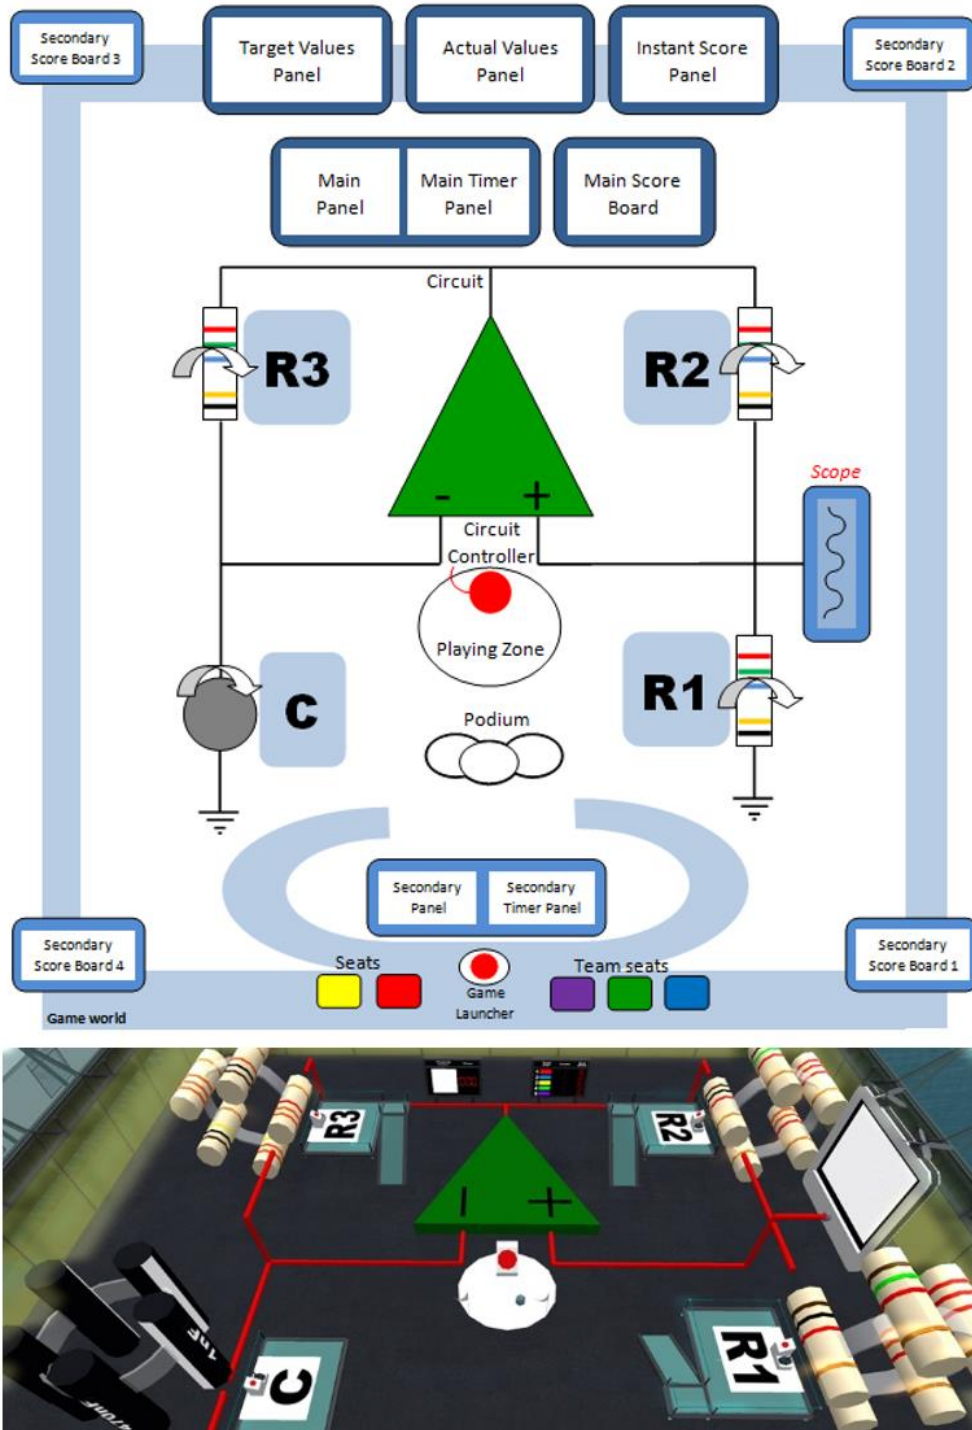 Secondary
Score Board 3
Target Values
Panel
Actual Values
Panel
Instant Score
Panel
Secondary
Score Board 2
Main
Panel
Main Timer
Panel
Main Score
Board
Circuit
R3
R2
Scope
- +
Circuit
Controller
Playing Zone
C
R1
Podium
Secondary
Panel
Secondary
Timer Panel
Secondary
Score Board 4
Secondary
Score Board 1
Seats
Team seats
Game
Launcher
Game world
R3
R2
- +
1nF
470nF
C
R1